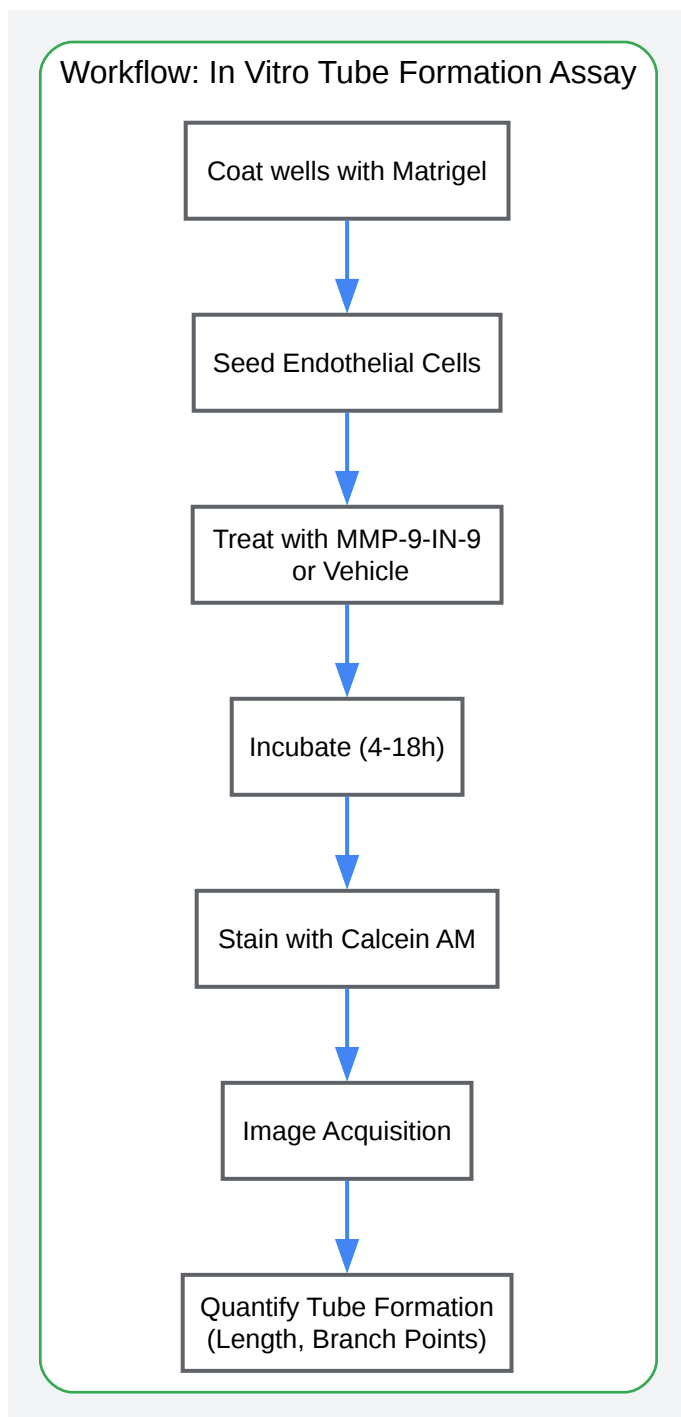 Workflow: In Vitro Tube Formation Assay
Coat wells with Matrigel
Seed Endothelial Cells
Treat with MMP-9-IN-9
or Vehicle
Incubate (4-18h)
Stain with Calcein AM
Image Acquisition
Quantify Tube Formation
(Length, Branch Points)